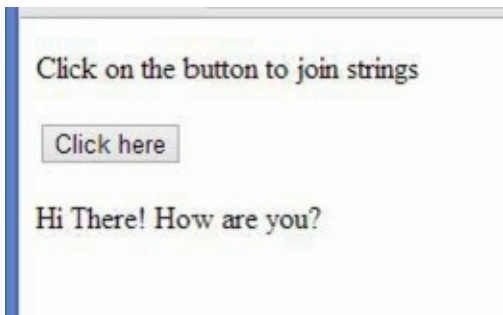 Click on the button to join strings
Click here
Hi There! How are you?